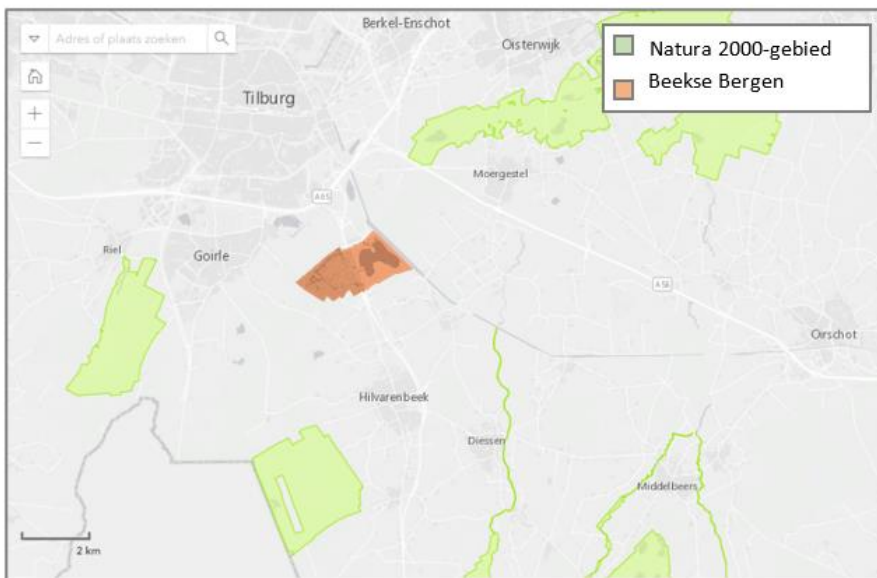 Adres of plaats zoeken
Berkel-Enschot
Oisterwijk
Natura 2000-gebied
Beekse Bergen
Tilburg
+
−
Moergestel
A65
Riel
Goirle
A58
Oirschot
Hilvarenbeek
Diessen
Middelbeers
2 km